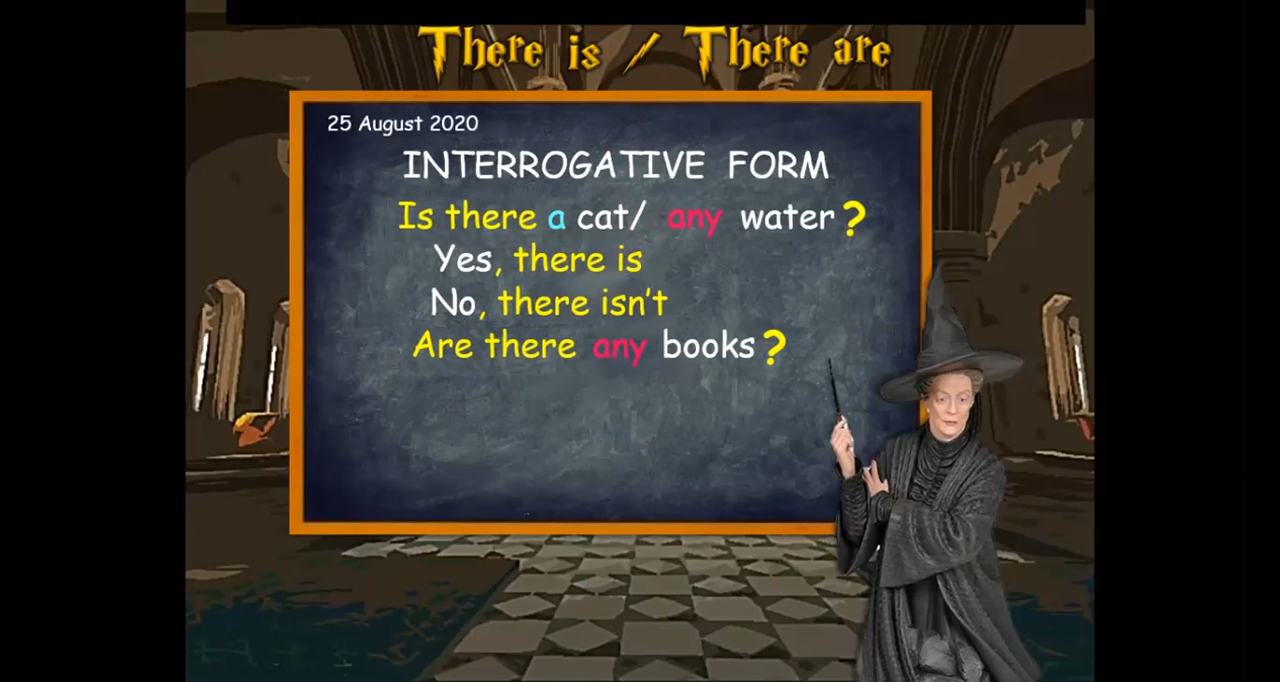 There is / There are
25 August 2020
INTERROGATIVE FORM
Is there a cat/ any water?
Yes, there is
No, there isn't
Are there any books?